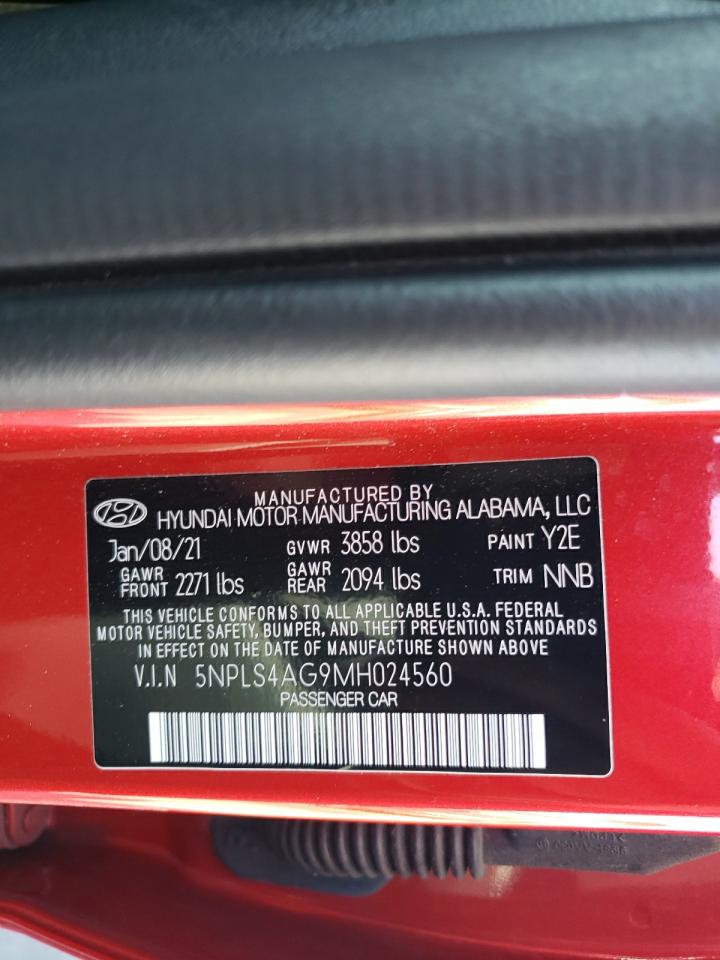 MANUFACTURED BY
HYUNDAI MOTOR MANUFACTURING ALABAMA, LLC
Jan/08/21 GVWR 3858 lbs PAINT Y2E
GAWR FRONT 2271 lbs GAWR REAR 2094 lbs TRIM NNB
THIS VEHICLE CONFORMS TO ALL APPLICABLE U.S.A. FEDERAL
MOTOR VEHICLE SAFETY, BUMPER, AND THEFT PREVENTION STANDARDS
IN EFFECT ON THE DATE OF MANUFACTURE SHOWN ABOVE
V.I.N 5NPLS4AG9MH024560
PASSENGER CAR